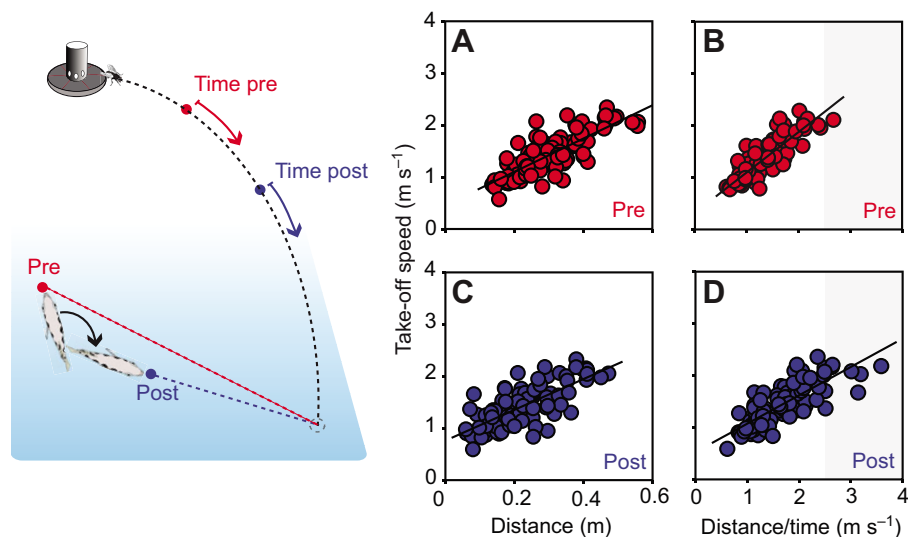 Time pre
Time post
Pre
Post
Take-off speed (m s⁻¹)
A
4
3
2
1
0
Pre
B
Pre
C
4
3
2
1
0
Post
0
0.2
0.4
0.6
Distance (m)
D
Post
0
1
2
3
4
Distance/time (m s⁻¹)